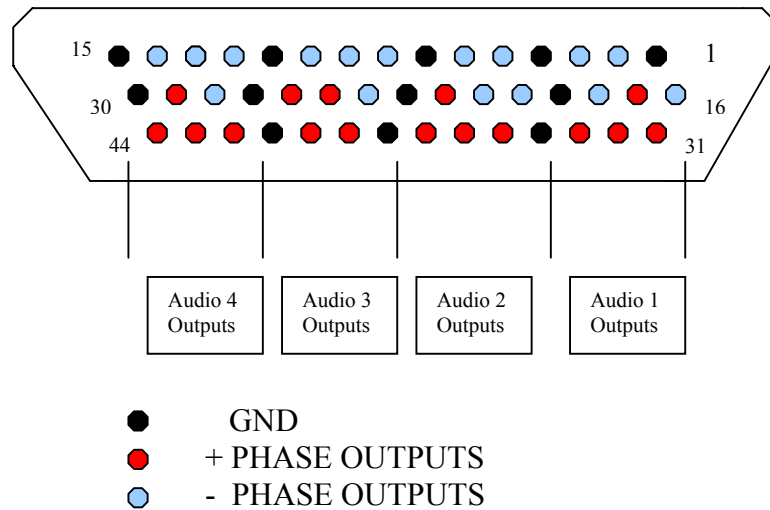 15
1
30
16
44
31
Audio 4
Outputs
Audio 3
Outputs
Audio 2
Outputs
Audio 1
Outputs
GND
+ PHASE OUTPUTS
- PHASE OUTPUTS